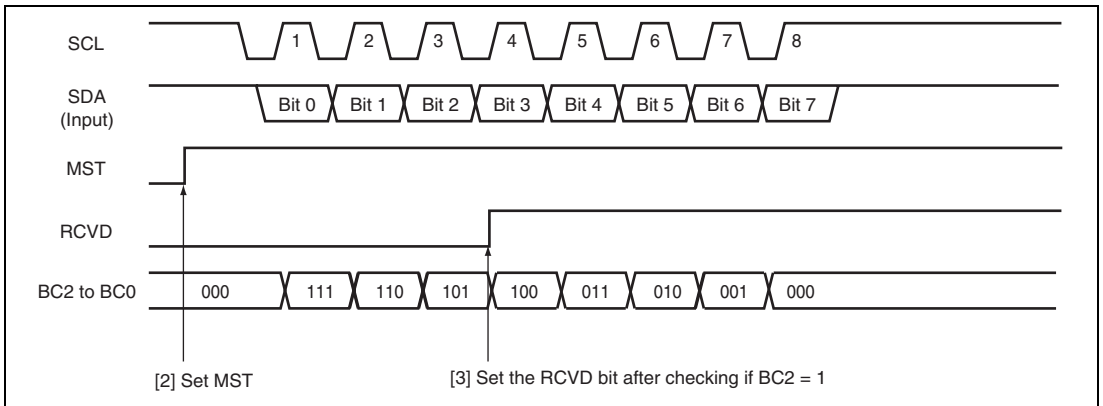 SCL 1 2 3 4 5 6 7 8
SDA
(Input) Bit 0 Bit 1 Bit 2 Bit 3 Bit 4 Bit 5 Bit 6 Bit 7
MST
RCVD
BC2 to BC0 000 111 110 101 100 011 010 001 000
[2] Set MST [3] Set the RCVD bit after checking if BC2 = 1